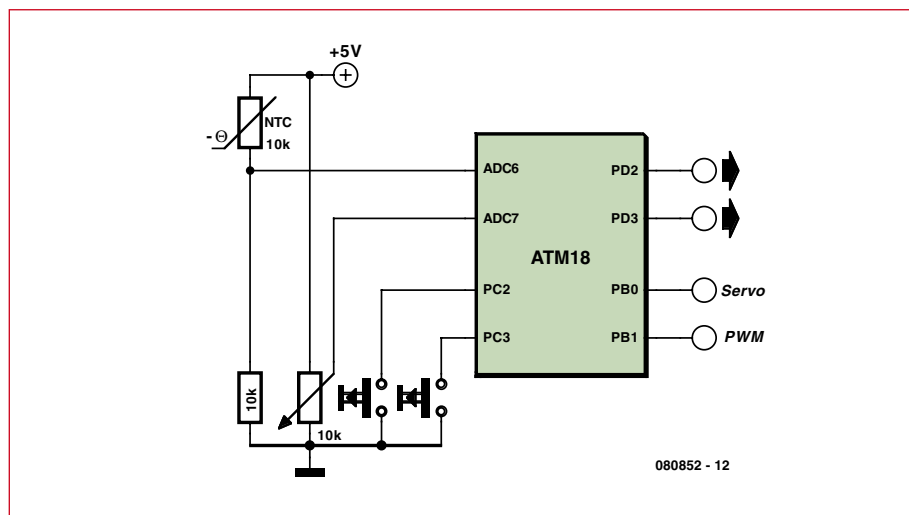 +5V
NTC
-Θ
10k
ADC6
PD2
ADC7
PD3
ATM18
PC2
PB0
Servo
PC3
PB1
PWM
10k
10k
080852 - 12